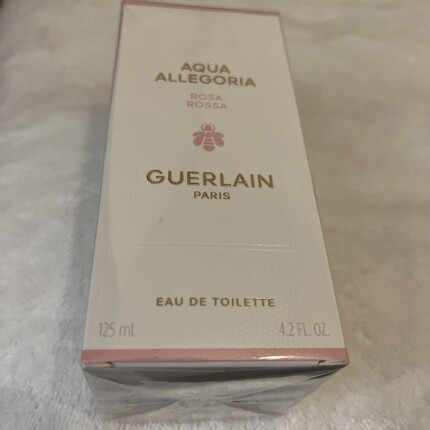 AQUA
ALLEGORIA
ROSA
ROSSA
GUERLAIN
PARIS
EAU DE TOILETTE
125 mL 4.2 FL. OZ.